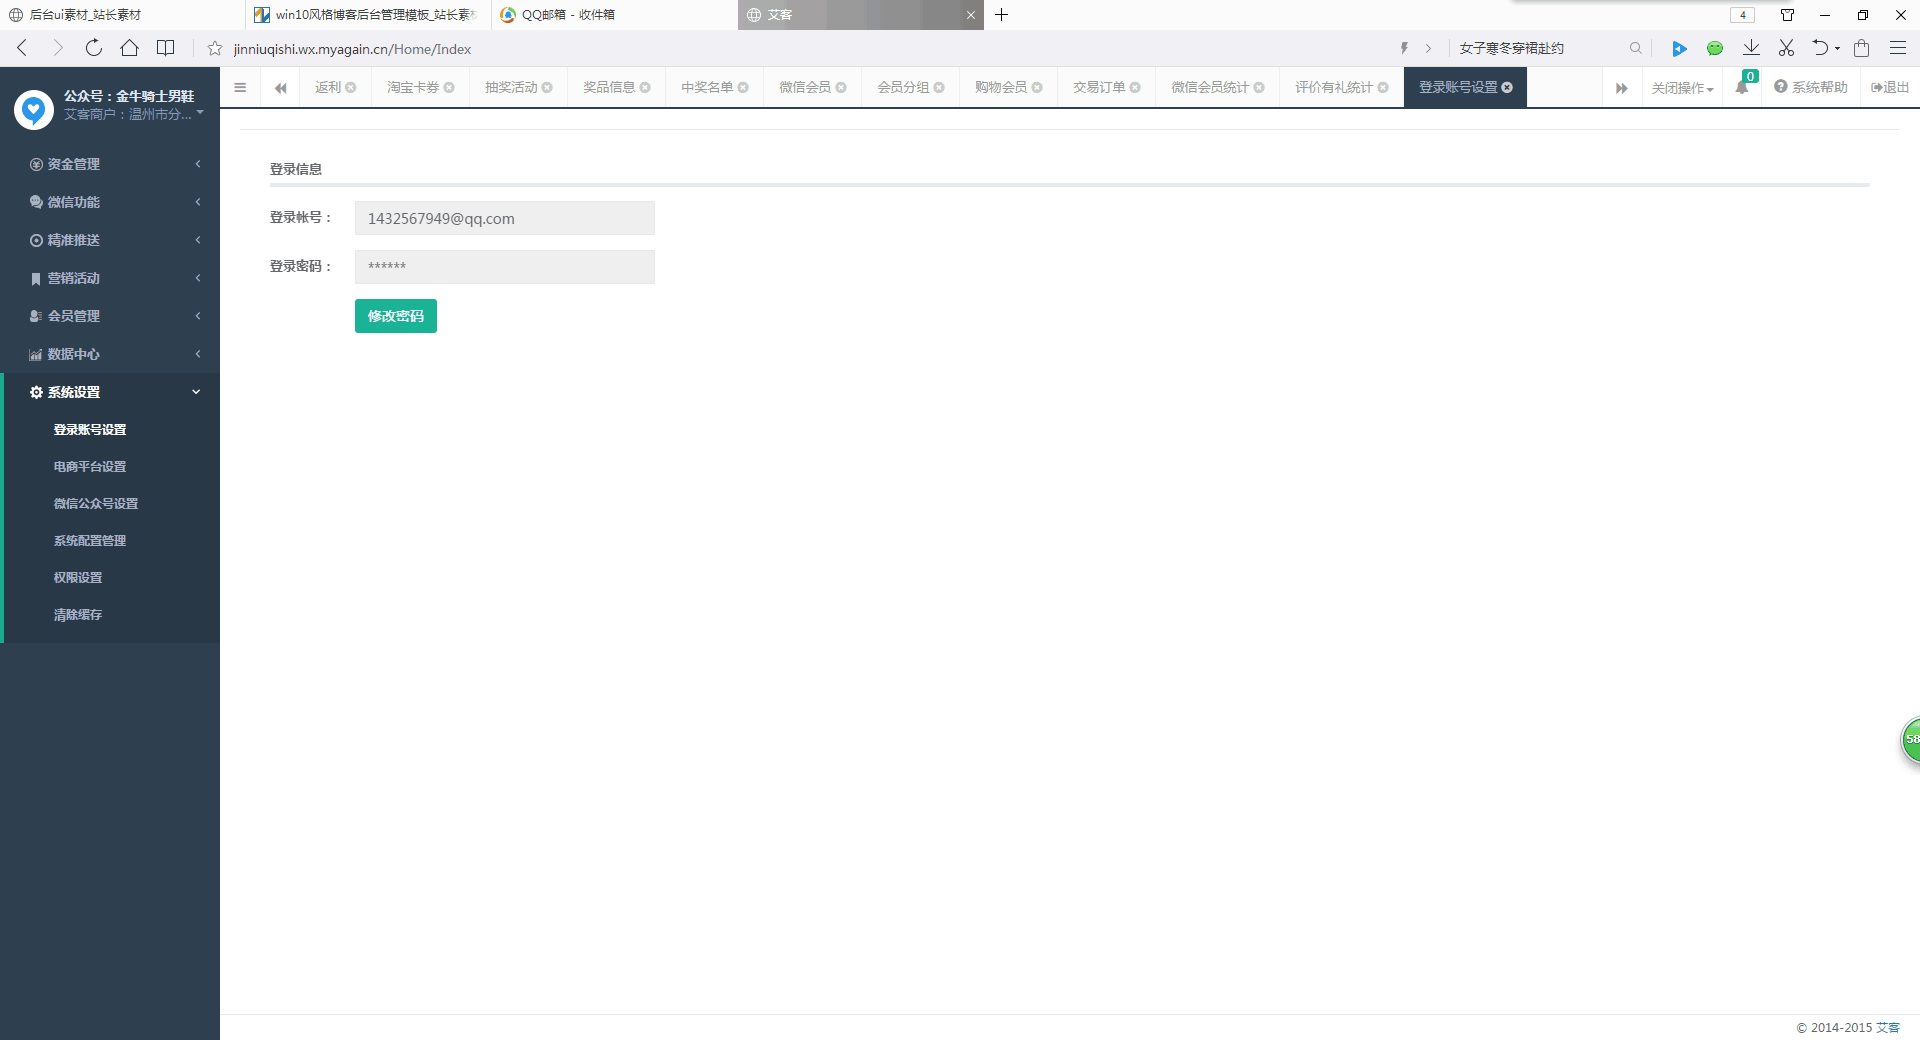 后台ui素材_站长素材
win10风格博客后台管理模板_站长素材
QQ邮箱 - 收件箱
艾客
4
jinniuqishi.wx.myagain.cn/Home/Index
女子寒冬穿裙赴约
公众号：金牛骑士男鞋
艾客商户：温州市分...
返利
淘宝卡券
抽奖活动
奖品信息
中奖名单
微信会员
会员分组
购物会员
交易订单
微信会员统计
评价有礼统计
登录账号设置
关闭操作
0
系统帮助
退出
资金管理
微信功能
精准推送
营销活动
会员管理
数据中心
系统设置
登录账号设置
电商平台设置
微信公众号设置
系统配置管理
权限设置
清除缓存
登录信息
登录帐号：
1432567949@qq.com
登录密码：
******
修改密码
58
© 2014-2015 艾客